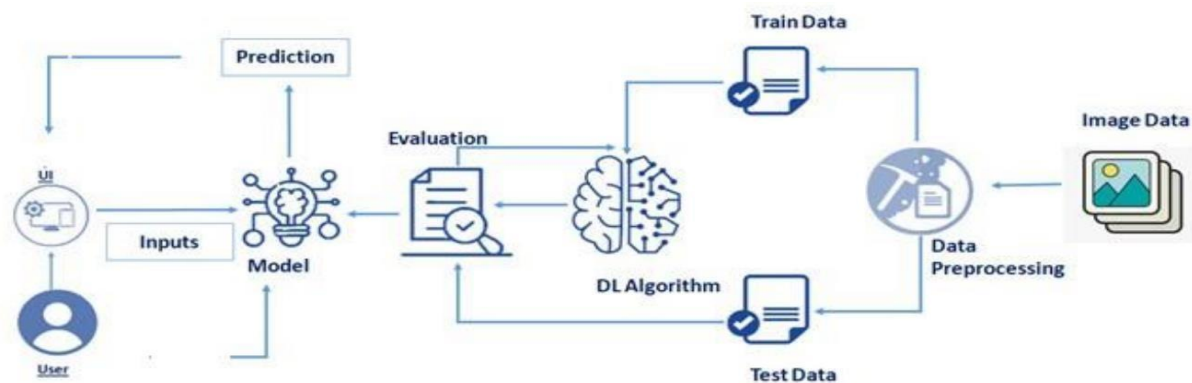 Train Data
Prediction
Image Data
Evaluation
UI
Inputs
Model
Data
Preprocessing
DL Algorithm
User
Test Data